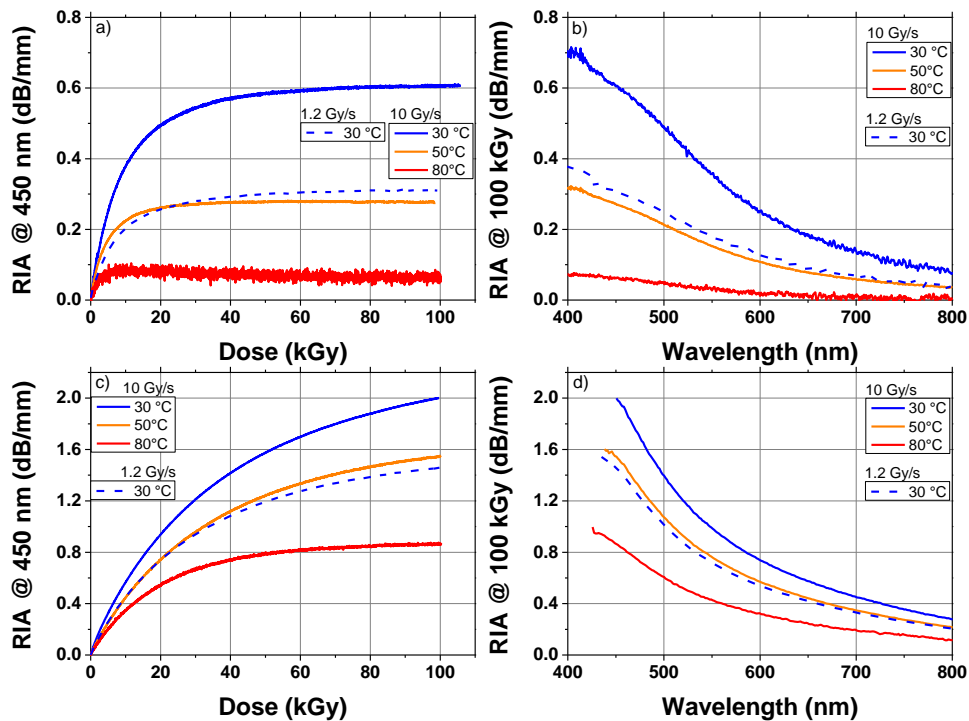 a)
RIA @ 450 nm (dB/mm)
0.8
0.6
0.4
0.2
0.0
1.2 Gy/s
30 °C
10 Gy/s
30 °C
50°C
80°C
0 20 40 60 80 100
Dose (kGy)
b)
RIA @ 100 kGy (dB/mm)
0.8
0.6
0.4
0.2
0.0
10 Gy/s
30 °C
50°C
80°C
1.2 Gy/s
30 °C
400 500 600 700 800
Wavelength (nm)
c)
RIA @ 450 nm (dB/mm)
2.0
1.6
1.2
0.8
0.4
0.0
10 Gy/s
30 °C
50°C
80°C
1.2 Gy/s
30 °C
0 20 40 60 80 100
Dose (kGy)
d)
RIA @ 100 kGy (dB/mm)
2.0
1.6
1.2
0.8
0.4
0.0
10 Gy/s
30 °C
50°C
80°C
1.2 Gy/s
30 °C
400 500 600 700 800
Wavelength (nm)